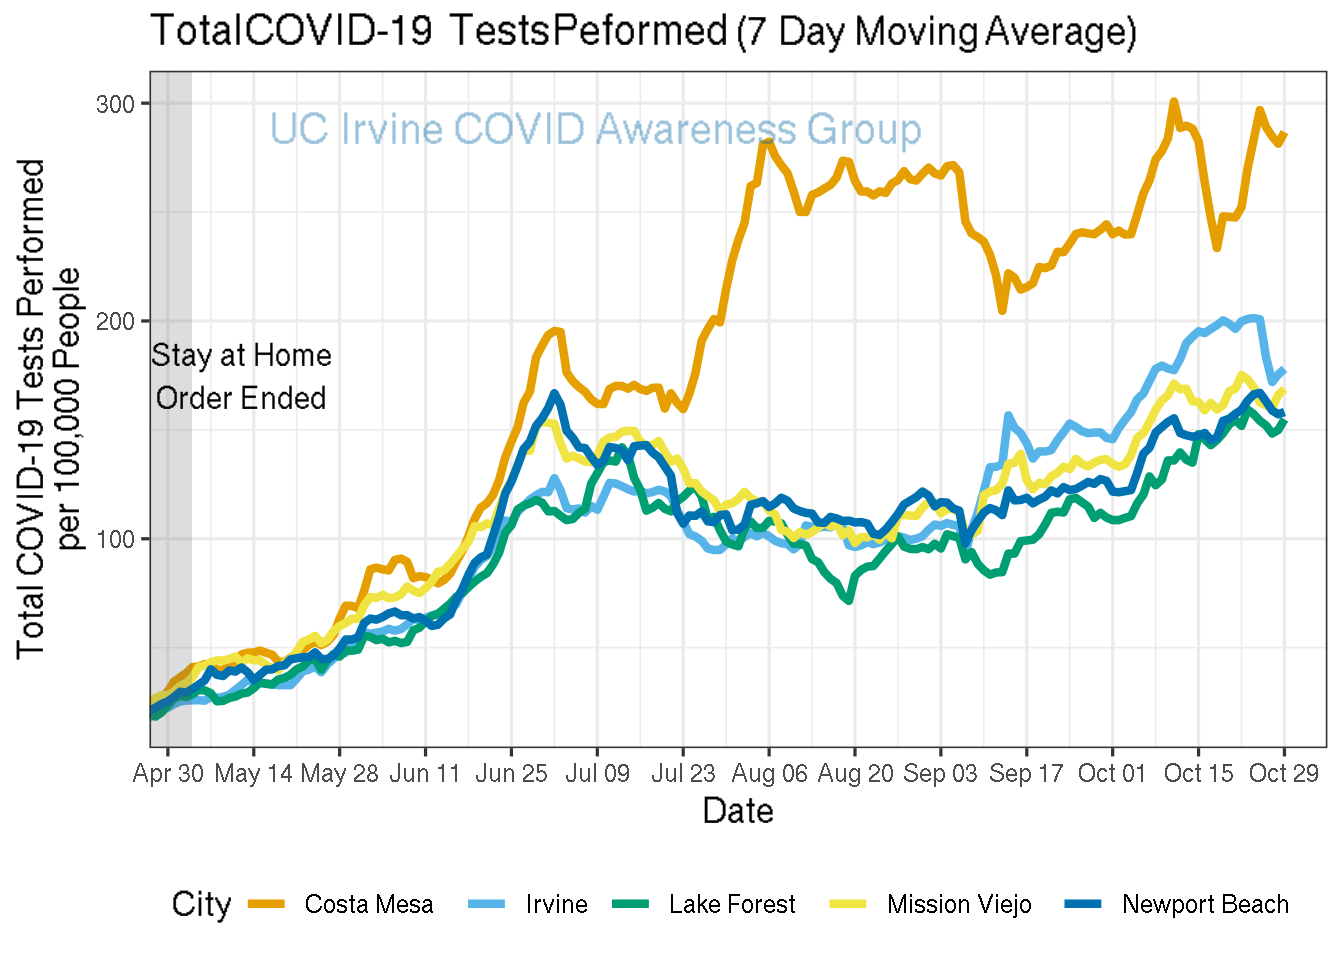 TotalCOVID-19 TestsPeformed (7 Day Moving Average)
UC Irvine COVID Awareness Group
300
200
100
Total COVID-19 Tests Performed
per 100,000 People
Stay at Home
Order Ended
Apr 30 May 14 May 28 Jun 11 Jun 25 Jul 09 Jul 23 Aug 06 Aug 20 Sep 03 Sep 17 Oct 01 Oct 15 Oct 29
Date
City Costa Mesa Irvine Lake Forest Mission Viejo Newport Beach